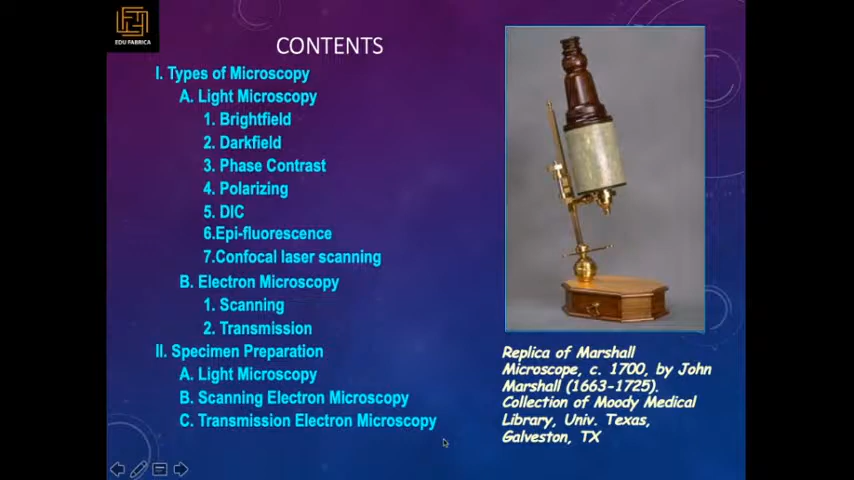 EDU FABRICA
CONTENTS
I. Types of Microscopy
A. Light Microscopy
1. Brightfield
2. Darkfield
3. Phase Contrast
4. Polarizing
5. DIC
6.Epi-fluorescence
7.Confocal laser scanning
B. Electron Microscopy
1. Scanning
2. Transmission
II. Specimen Preparation
A. Light Microscopy
B. Scanning Electron Microscopy
C. Transmission Electron Microscopy
Replica of Marshall
Microscope, c. 1700, by John
Marshall (1663-1725).
Collection of Moody Medical
Library, Univ. Texas,
Galveston, TX